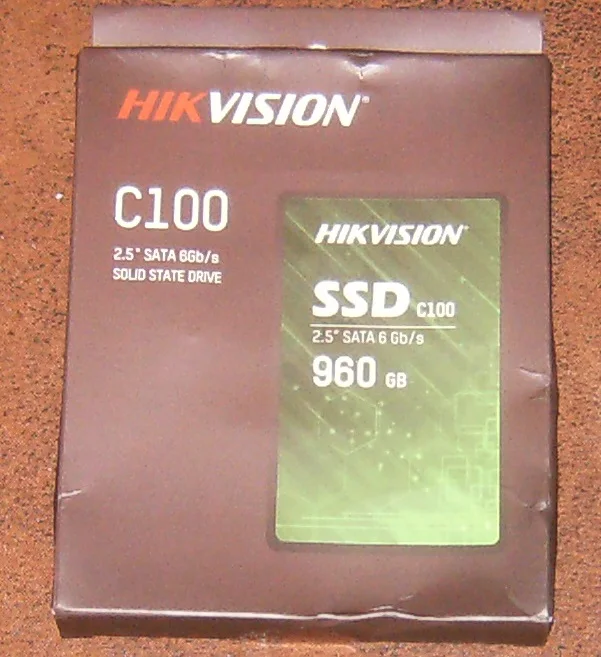 HIKVISION®
C100
2.5" SATA 6Gb/s
SOLID STATE DRIVE
HIKVISION®
SSD C100
2.5" SATA 6 Gb/s
960 GB